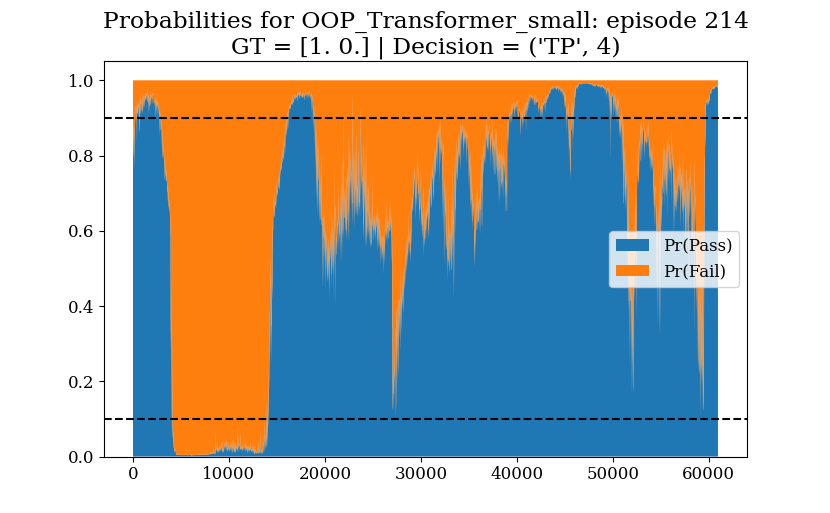 Probabilities for OOP_Transformer_small: episode 214
GT = [1. 0.] | Decision = ('TP', 4)
1.0
0.8
0.6
0.4
0.2
0.0
Pr(Pass)
Pr(Fail)
0 10000 20000 30000 40000 50000 60000